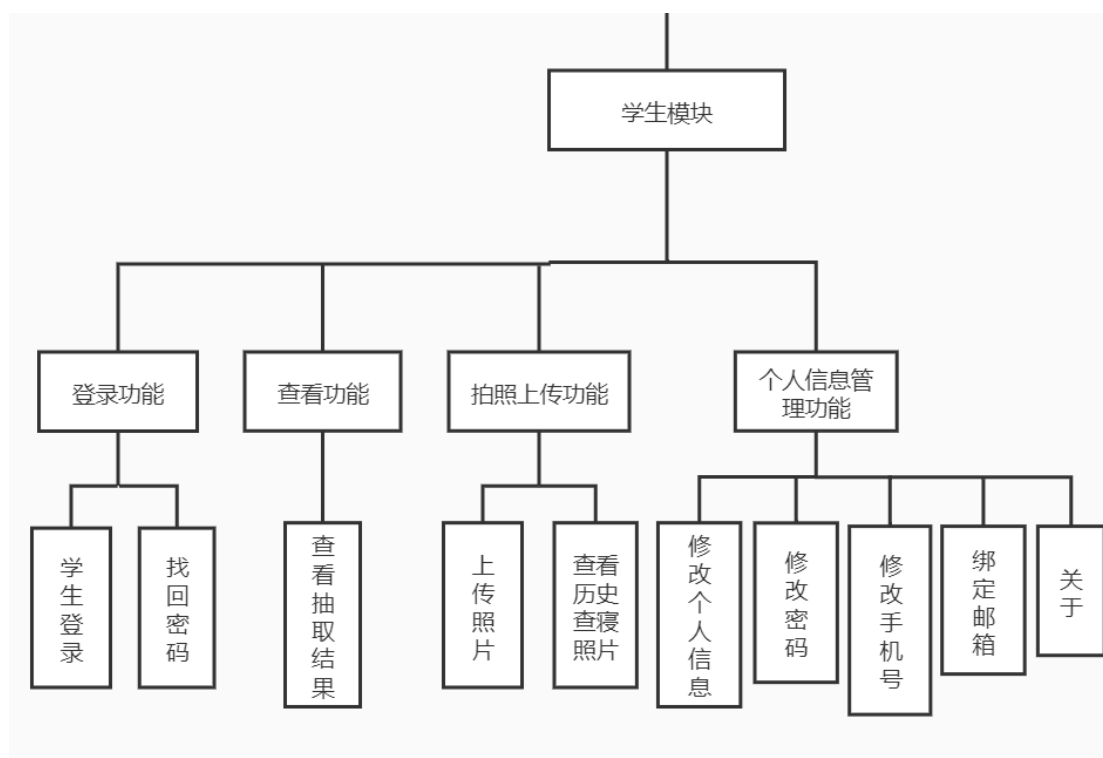 学生模块
登录功能
查看功能
拍照上传功能
个人信息管
理功能
学生登录
找回密码
查看抽取结果
上传照片
查看
历史
查寝
照片
修改个人信息
修改密码
修改手机号
绑定邮箱
关于